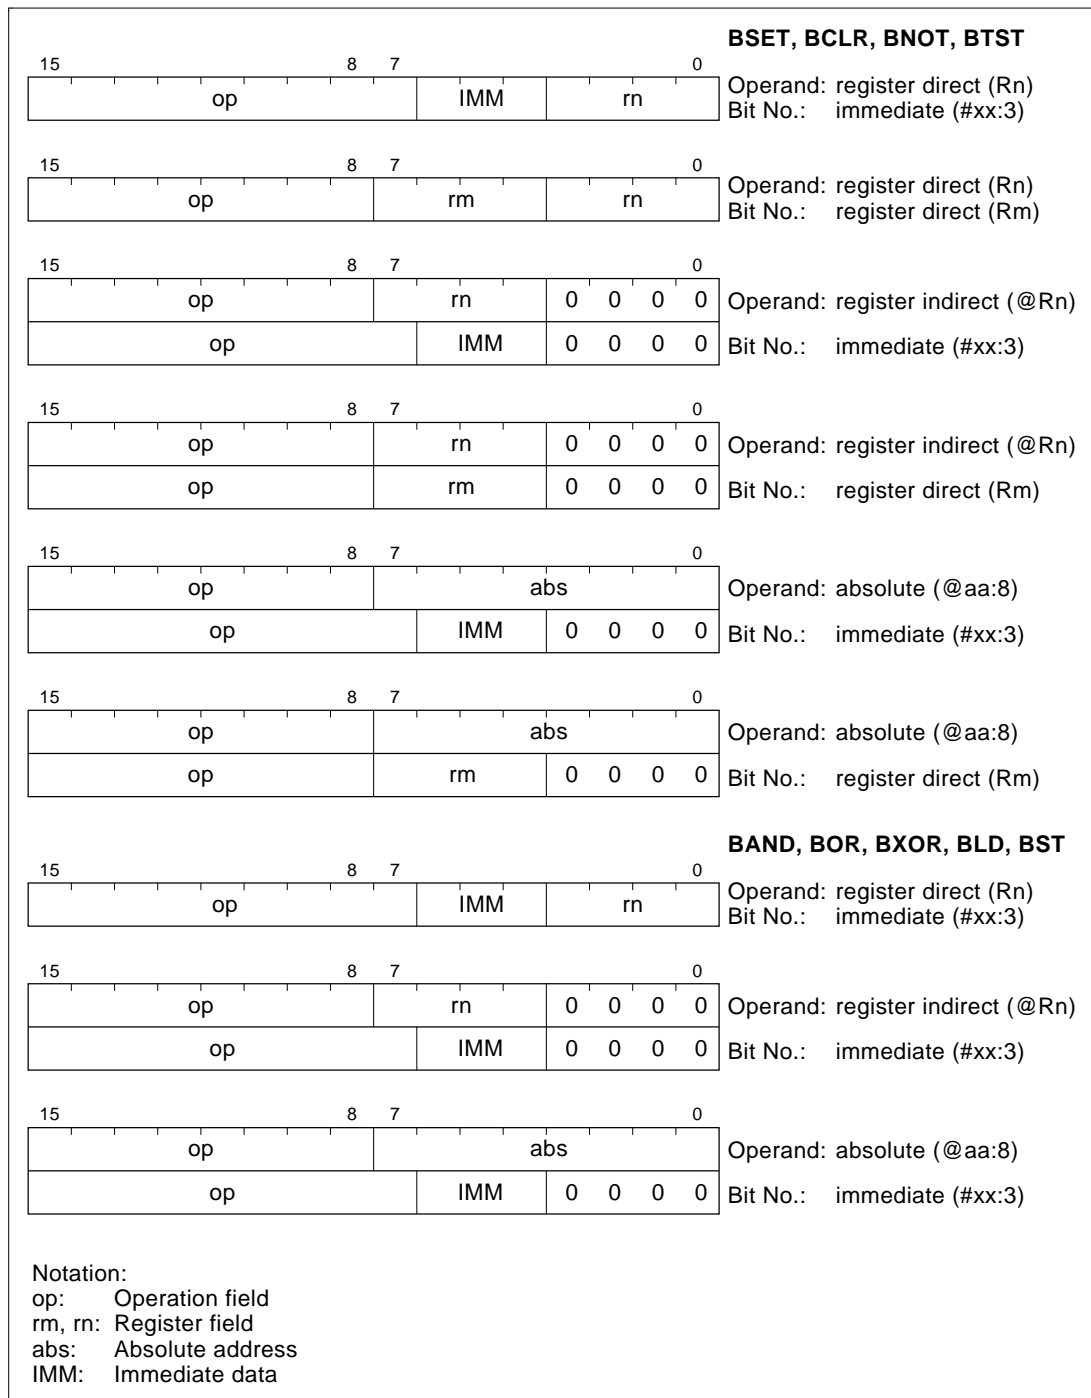 BSET, BCLR, BNOT, BTST
15 8 7 0
op IMM rn Operand: register direct (Rn)
Bit No.: immediate (#xx:3)
15 8 7 0
op rm rn Operand: register direct (Rn)
Bit No.: register direct (Rm)
15 8 7 0
op rn 0 0 0 0 Operand: register indirect (@Rn)
op IMM 0 0 0 0 Bit No.: immediate (#xx:3)
15 8 7 0
op rn 0 0 0 0 Operand: register indirect (@Rn)
op rm 0 0 0 0 Bit No.: register direct (Rm)
15 8 7 0
op abs Operand: absolute (@aa:8)
op IMM 0 0 0 0 Bit No.: immediate (#xx:3)
15 8 7 0
op abs Operand: absolute (@aa:8)
op rm 0 0 0 0 Bit No.: register direct (Rm)
BAND, BOR, BXOR, BLD, BST
15 8 7 0
op IMM rn Operand: register direct (Rn)
Bit No.: immediate (#xx:3)
15 8 7 0
op rn 0 0 0 0 Operand: register indirect (@Rn)
op IMM 0 0 0 0 Bit No.: immediate (#xx:3)
15 8 7 0
op abs Operand: absolute (@aa:8)
op IMM 0 0 0 0 Bit No.: immediate (#xx:3)
Notation:
op: Operation field
rm, rn: Register field
abs: Absolute address
IMM: Immediate data